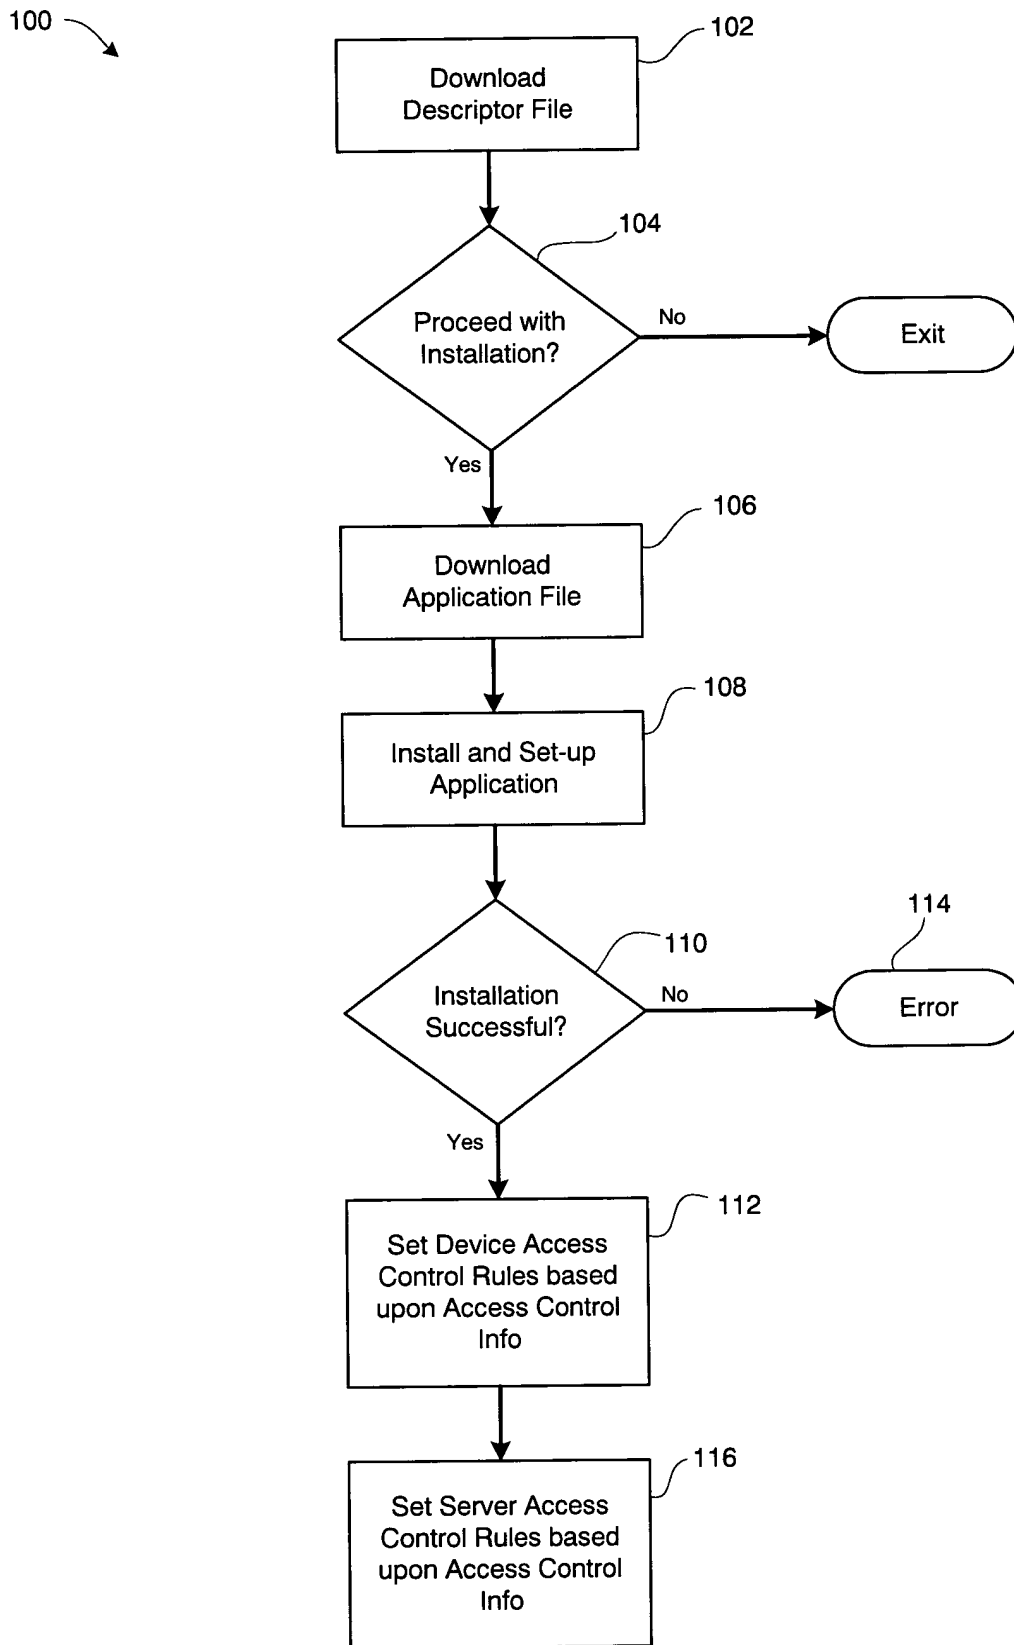 100
102
Download
Descriptor File
104
Proceed with
Installation?
No
Exit
Yes
106
Download
Application File
108
Install and Set-up
Application
110
114
Installation
Successful?
No
Error
Yes
112
Set Device Access
Control Rules based
upon Access Control
Info
116
Set Server Access
Control Rules based
upon Access Control
Info